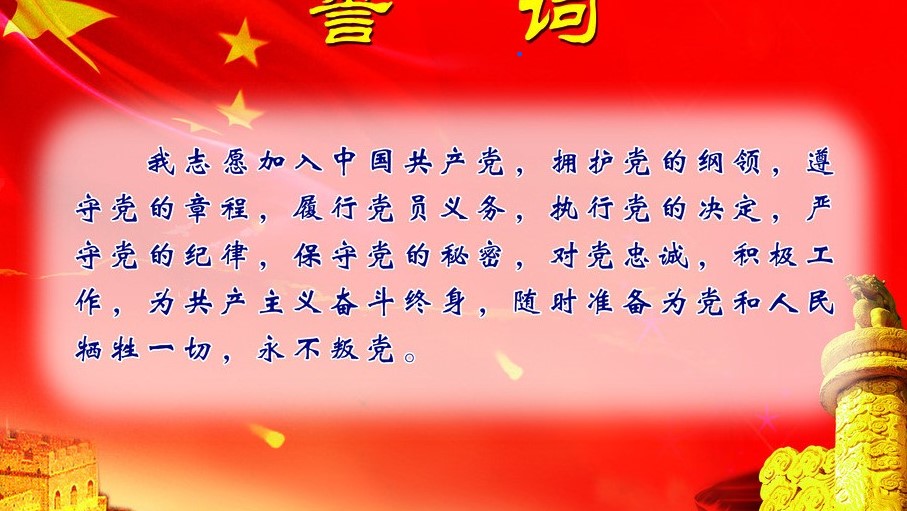 誓词
我志愿加入中国共产党，拥护党的纲领，遵
守党的章程，履行党员义务，执行党的决定，严
守党的纪律，保守党的秘密，对党忠诚，积极工
作，为共产主义奋斗终身，随时准备为党和人民
牺牲一切，永不叛党。